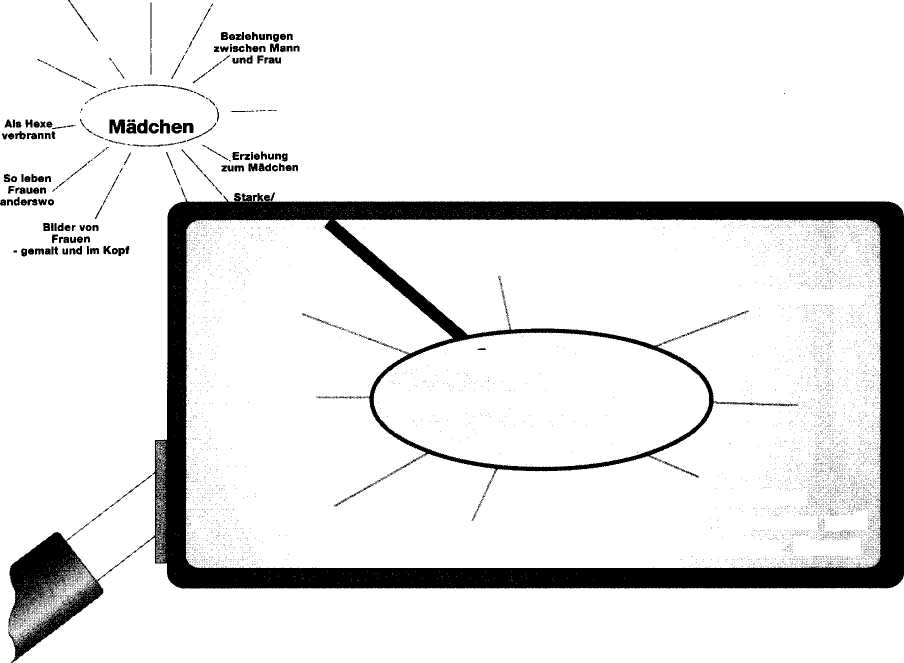 Beziehungen
zwischen Mann
und Frau
Als Hexe
verbrannt
Mädchen
Erziehung
zum Mädchen
So leben
Frauen
anderswo
Starke/
Bilder von
Frauen
- gemalt und im Kopf